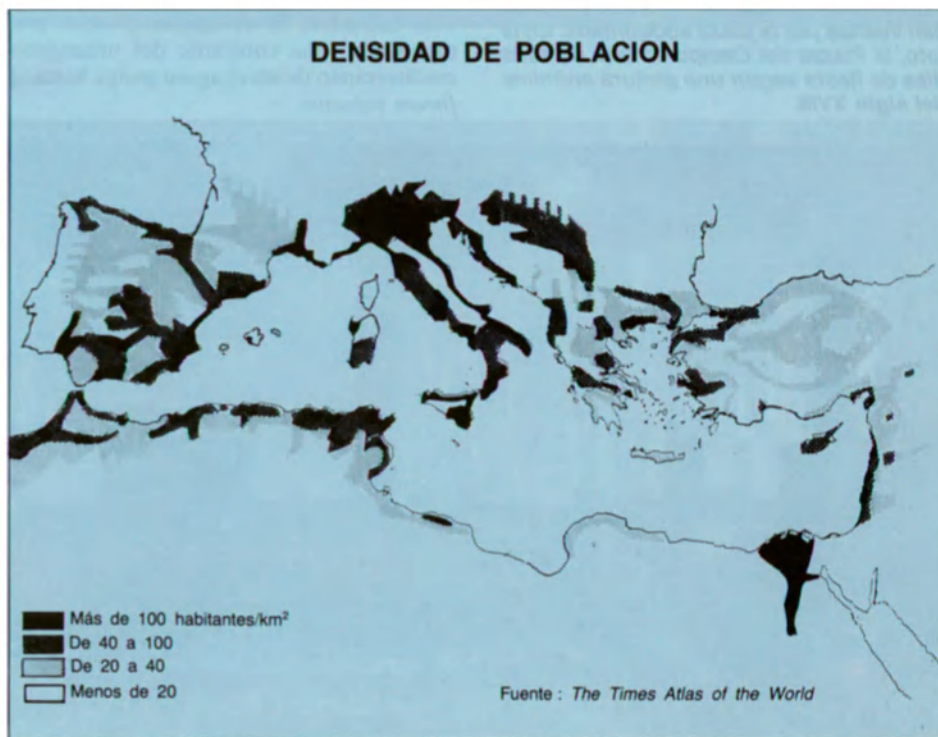 DENSIDAD DE POBLACION
Más de 100 habitantes/km²
De 40 a 100
De 20 a 40
Menos de 20
Fuente : The Times Atlas of the World